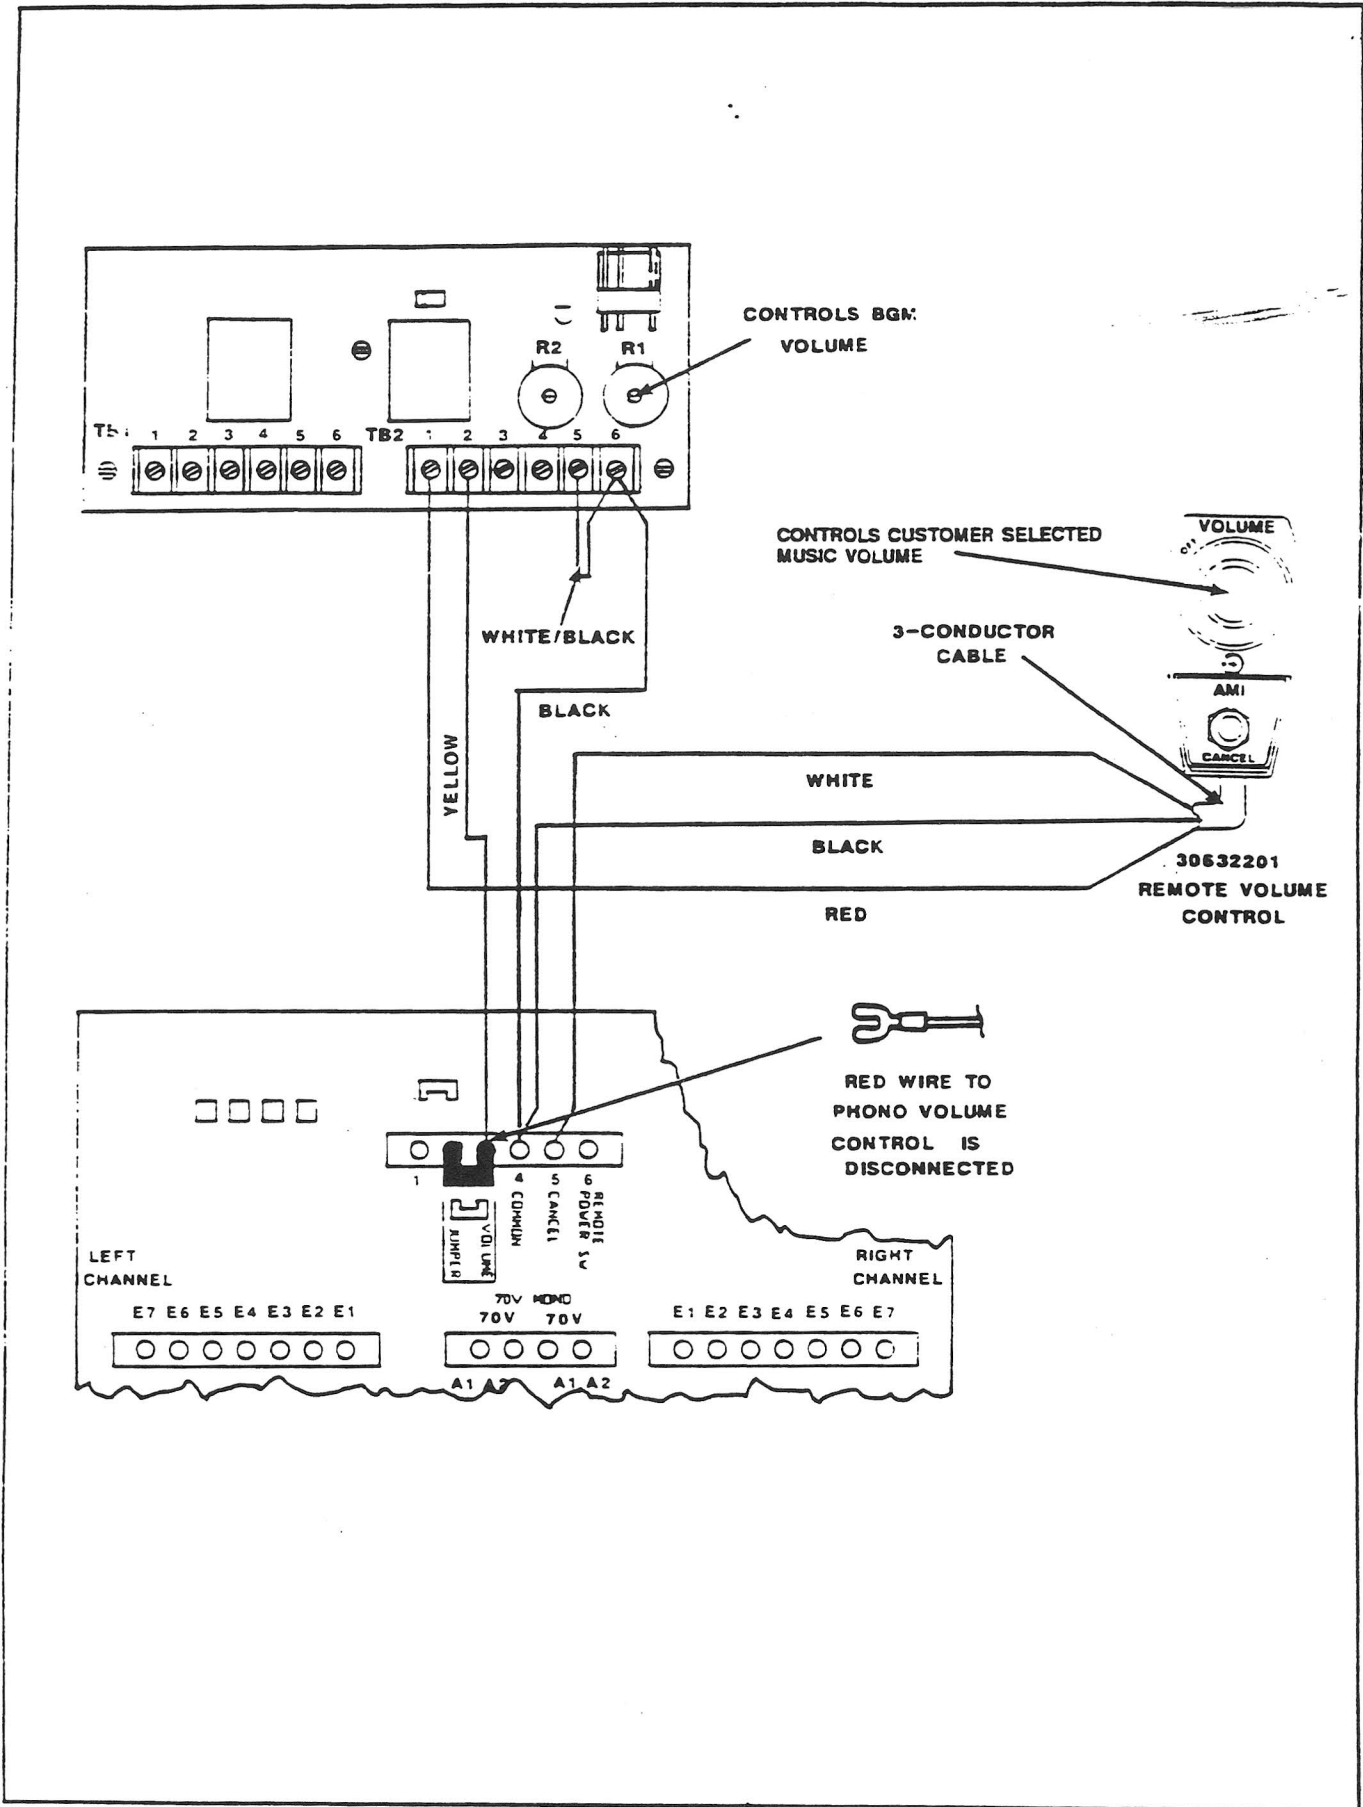 CONTROLS BGM
VOLUME
R2 R1
1 2 3 4 5 6 TB2 1 2 3 4 5 6
CONTROLS CUSTOMER SELECTED
MUSIC VOLUME
VOLUME
OFF
WHITE/BLACK
3-CONDUCTOR
CABLE
AMI
CANCEL
BLACK
YELLOW
WHITE
BLACK
RED
30632201
REMOTE VOLUME
CONTROL
RED WIRE TO
PHONO VOLUME
CONTROL IS
DISCONNECTED
1 4 5 6
JUMPER
VOLUME
COMMON
CANCEL
REMOTE
POWER SW
LEFT
CHANNEL
RIGHT
CHANNEL
70V MONO
70V 70V
E7 E6 E5 E4 E3 E2 E1
E1 E2 E3 E4 E5 E6 E7
A1 A2 A1 A2